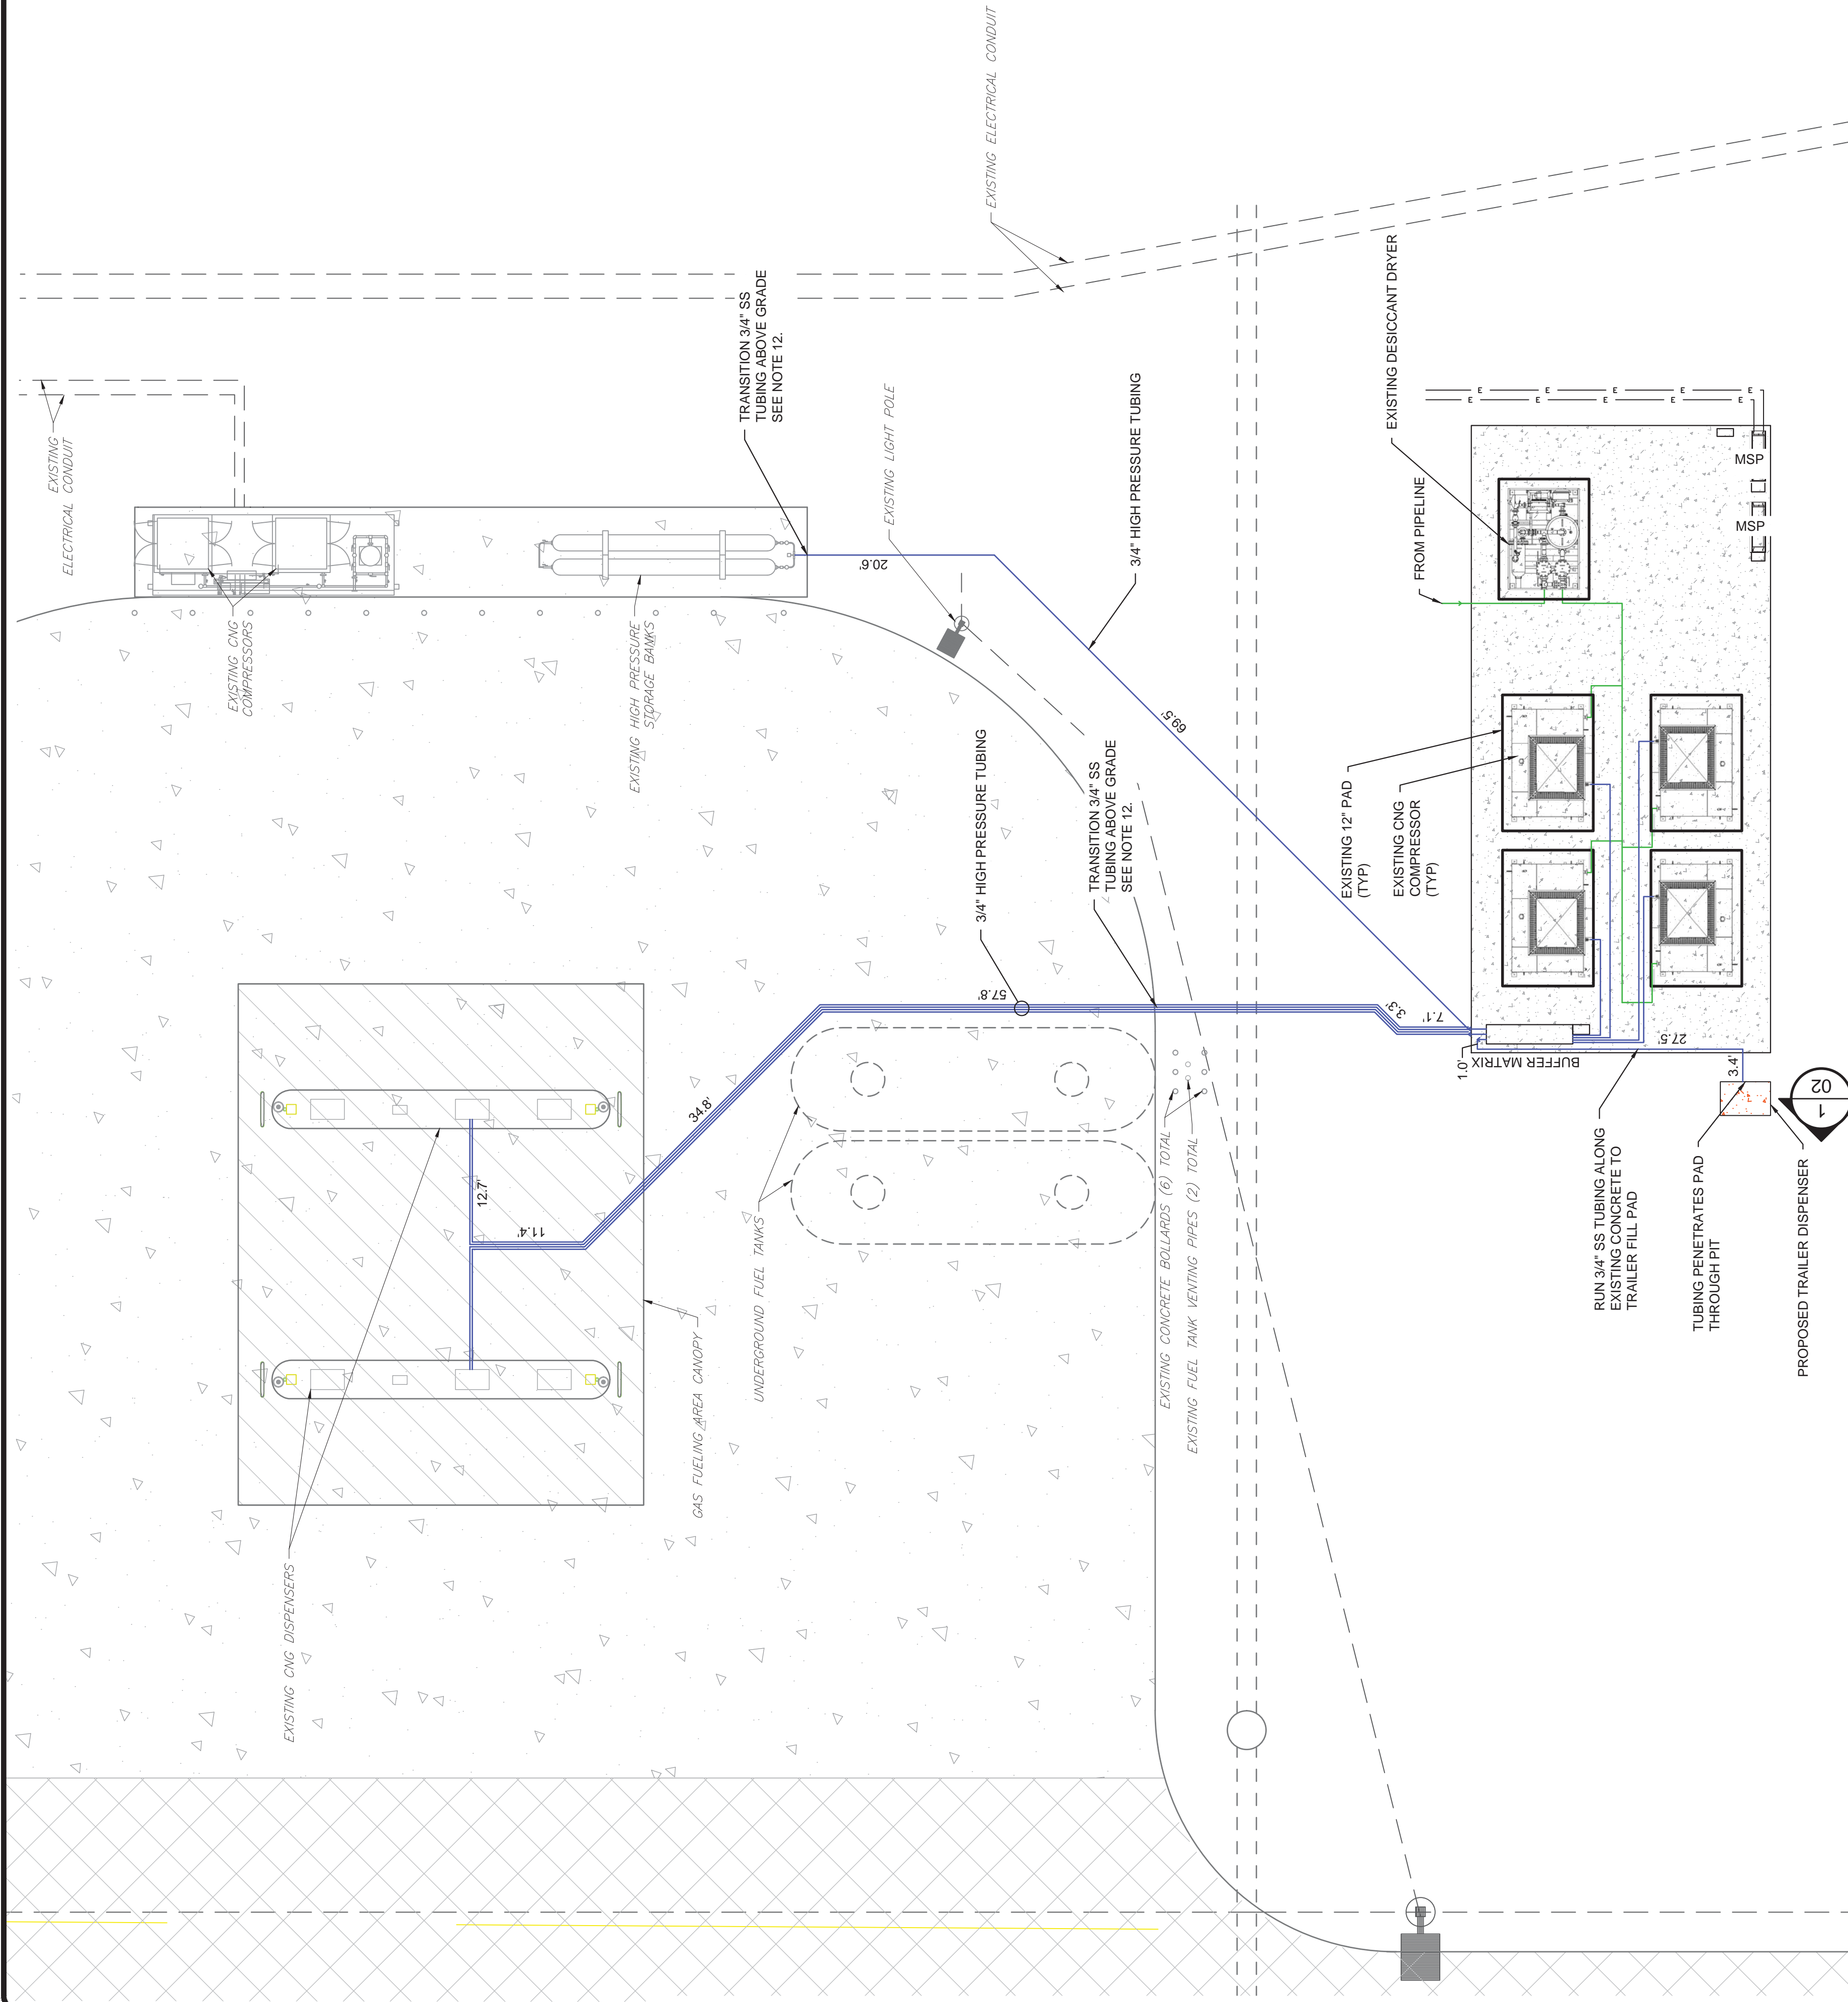 EXISTING ELECTRICAL CONDUIT
EXISTING
ELECTRICAL CONDUIT
TRANSITION 3/4" SS
TUBING ABOVE GRADE
SEE NOTE 12.
EXISTING LIGHT POLE
EXISTING CNG
COMPRESSORS
EXISTING HIGH PRESSURE
STORAGE BANKS
20.6'
3/4" HIGH PRESSURE TUBING
69.5'
EXISTING DESICCANT DRYER
FROM PIPELINE
E E E E E
E E E E E
MSP
MSP
3/4" HIGH PRESSURE TUBING
TRANSITION 3/4" SS
TUBING ABOVE GRADE
SEE NOTE 12.
EXISTING 12" PAD
(TYP)
EXISTING CNG
COMPRESSOR
(TYP)
57.8'
3.3'
7.1'
1.0'
BUFFER MATRIX
27.5'
3.4'
34.8'
12.7'
11.4'
UNDERGROUND FUEL TANKS
GAS FUELING AREA CANOPY
EXISTING CNG DISPENSERS
EXISTING CONCRETE BOLLARDS (6) TOTAL
EXISTING FUEL TANK VENTING PIPES (2) TOTAL
RUN 3/4" SS TUBING ALONG
EXISTING CONCRETE TO
TRAILER FILL PAD
TUBING PENETRATES PAD
THROUGH PIT
PROPOSED TRAILER DISPENSER
1
02